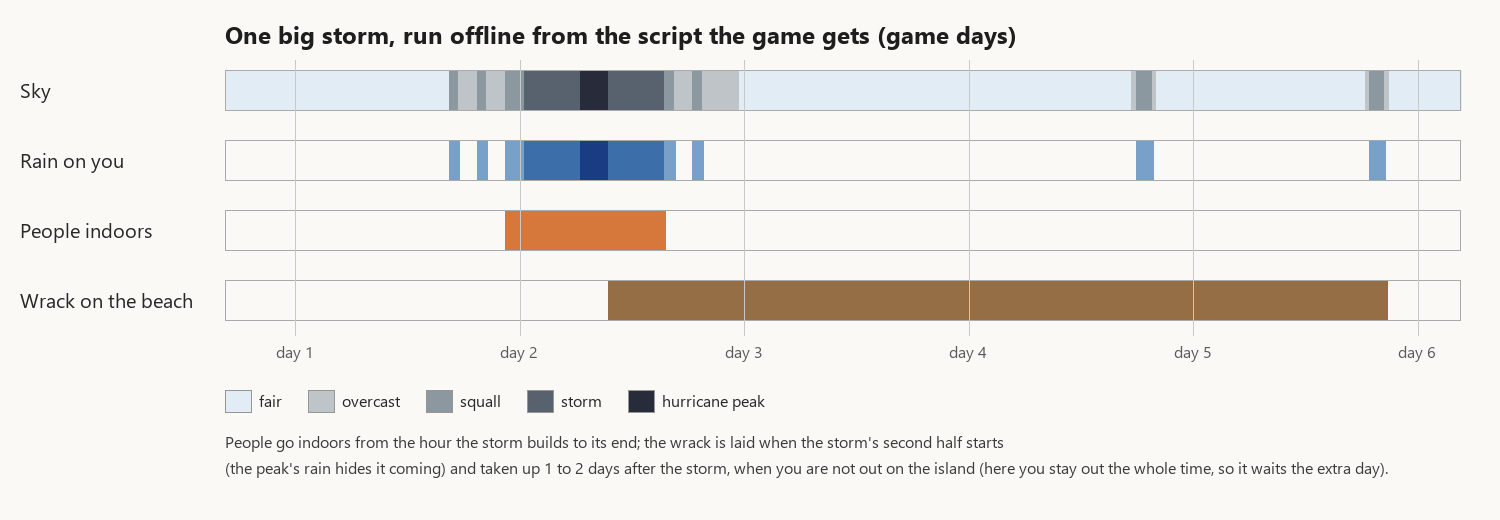 One big storm, run offline from the script the game gets (game days)
Sky
Rain on you
People indoors
Wrack on the beach
day 1 day 2 day 3 day 4 day 5 day 6
fair overcast squall storm hurricane peak
People go indoors from the hour the storm builds to its end; the wrack is laid when the storm's second half starts
(the peak's rain hides it coming) and taken up 1 to 2 days after the storm, when you are not out on the island (here you stay out the whole time, so it waits the extra day).